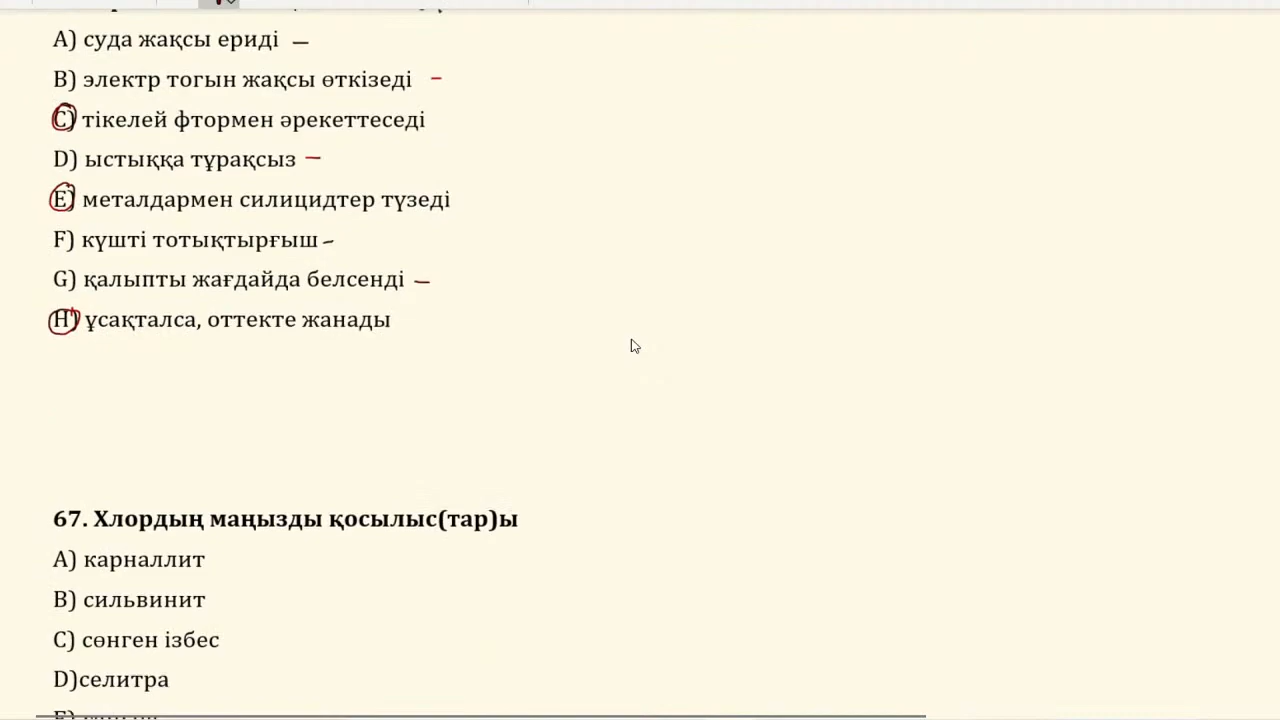 A) суда жақсы ериді
B) электр тогын жақсы өткізеді
C) тікелей фтормен әрекеттеседі
D) ыстыққа тұрақсыз
E) металдармен силицидтер түзеді
F) күшті тотықтырғыш
G) қалыпты жағдайда белсенді
H) ұсақталса, оттекте жанады
67. Хлордың маңызды қосылыс(тар)ы
A) карналлит
B) сильвинит
C) сөнген ізбес
D)селитра